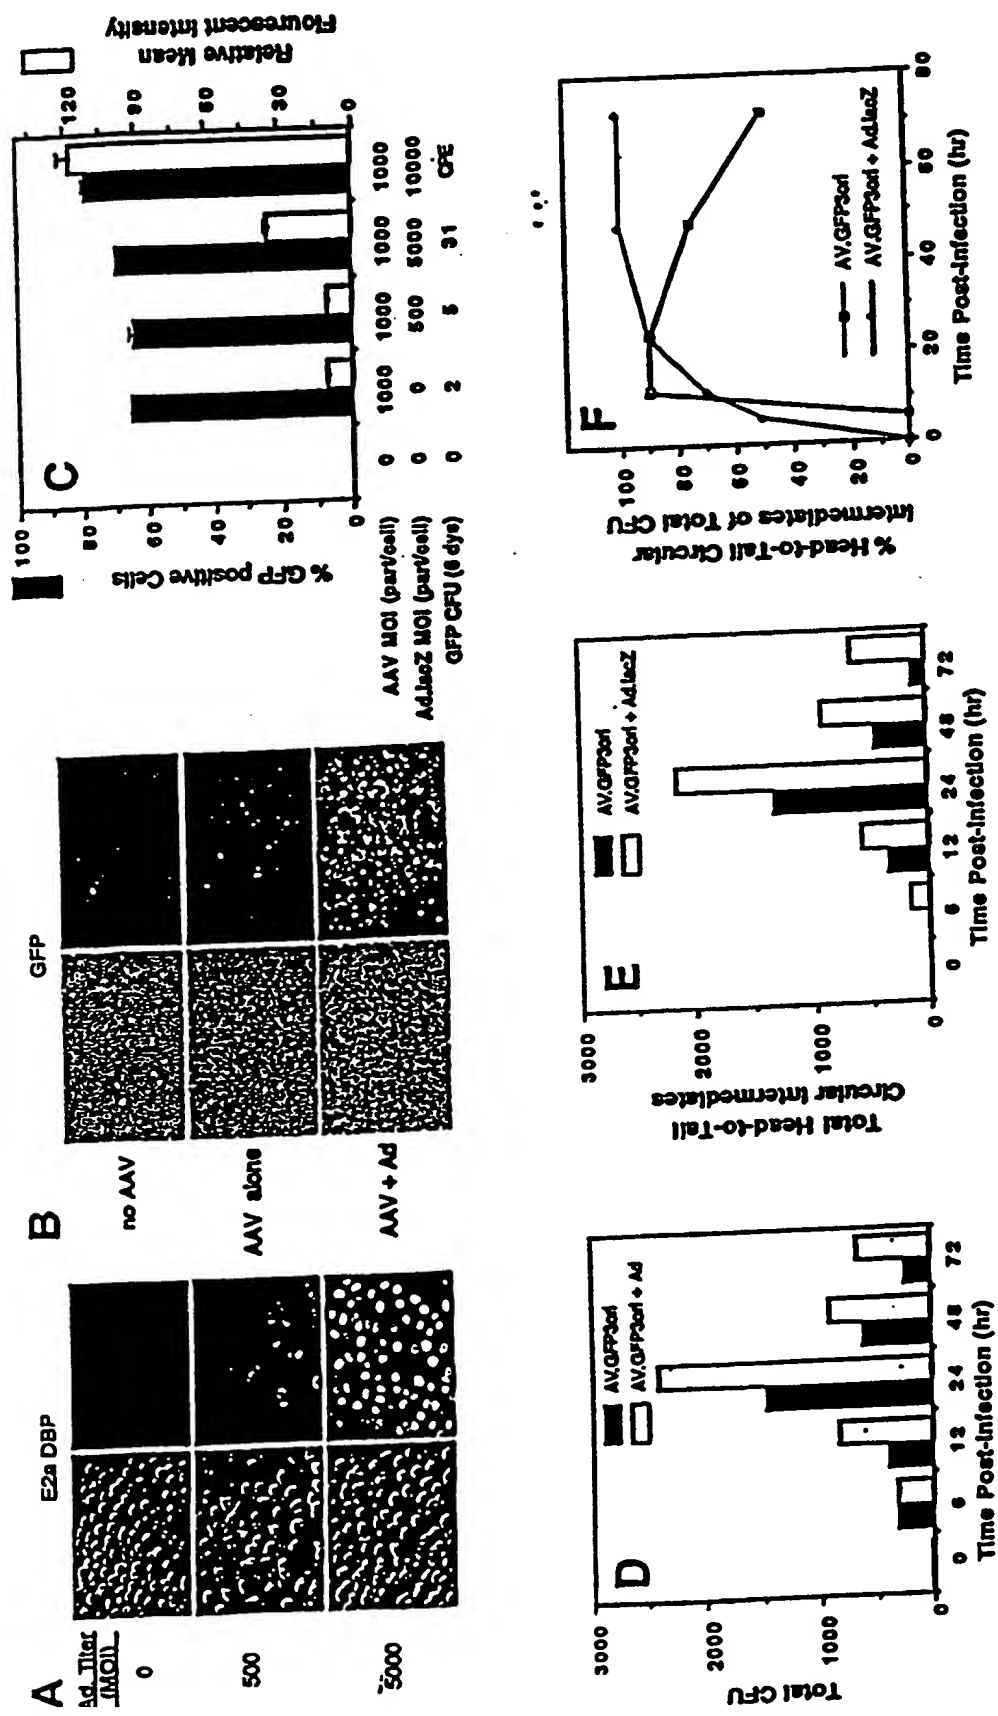 A
Ad. Titer
(MOI)
0
500
5000
E2a DBP
B
GFP
no AAV
AAV alone
AAV + Ad
C
% GFP positive Cells
100
80
60
40
20
0
Relative Mean
Flourescent Intensity
120
90
60
30
0
AAV MOI (part/cell) 0 1000 1000 1000 1000
Ad.lacZ MOI (part/cell) 0 0 500 5000 10000
GFP CFU (6 dys) 0 2 5 31 CPE
D
Total CFU
3000
2000
1000
0
AV.GFP3ori
AV.GFP3ori + Ad
0 6 12 24 48 72
Time Post-Infection (hr)
E
Total Head-to-Tail
Circular Intermediates
3000
2000
1000
0
AV.GFP3ori
AV.GFP3ori + Ad.lacZ
0 6 12 24 48 72
Time Post-Infection (hr)
F
% Head-to-Tail Circular
Intermediates of Total CFU
100
80
60
40
20
0
AV.GFP3ori
AV.GFP3ori + Ad.lacZ
0 20 40 60 80
Time Post-Infection (hr)